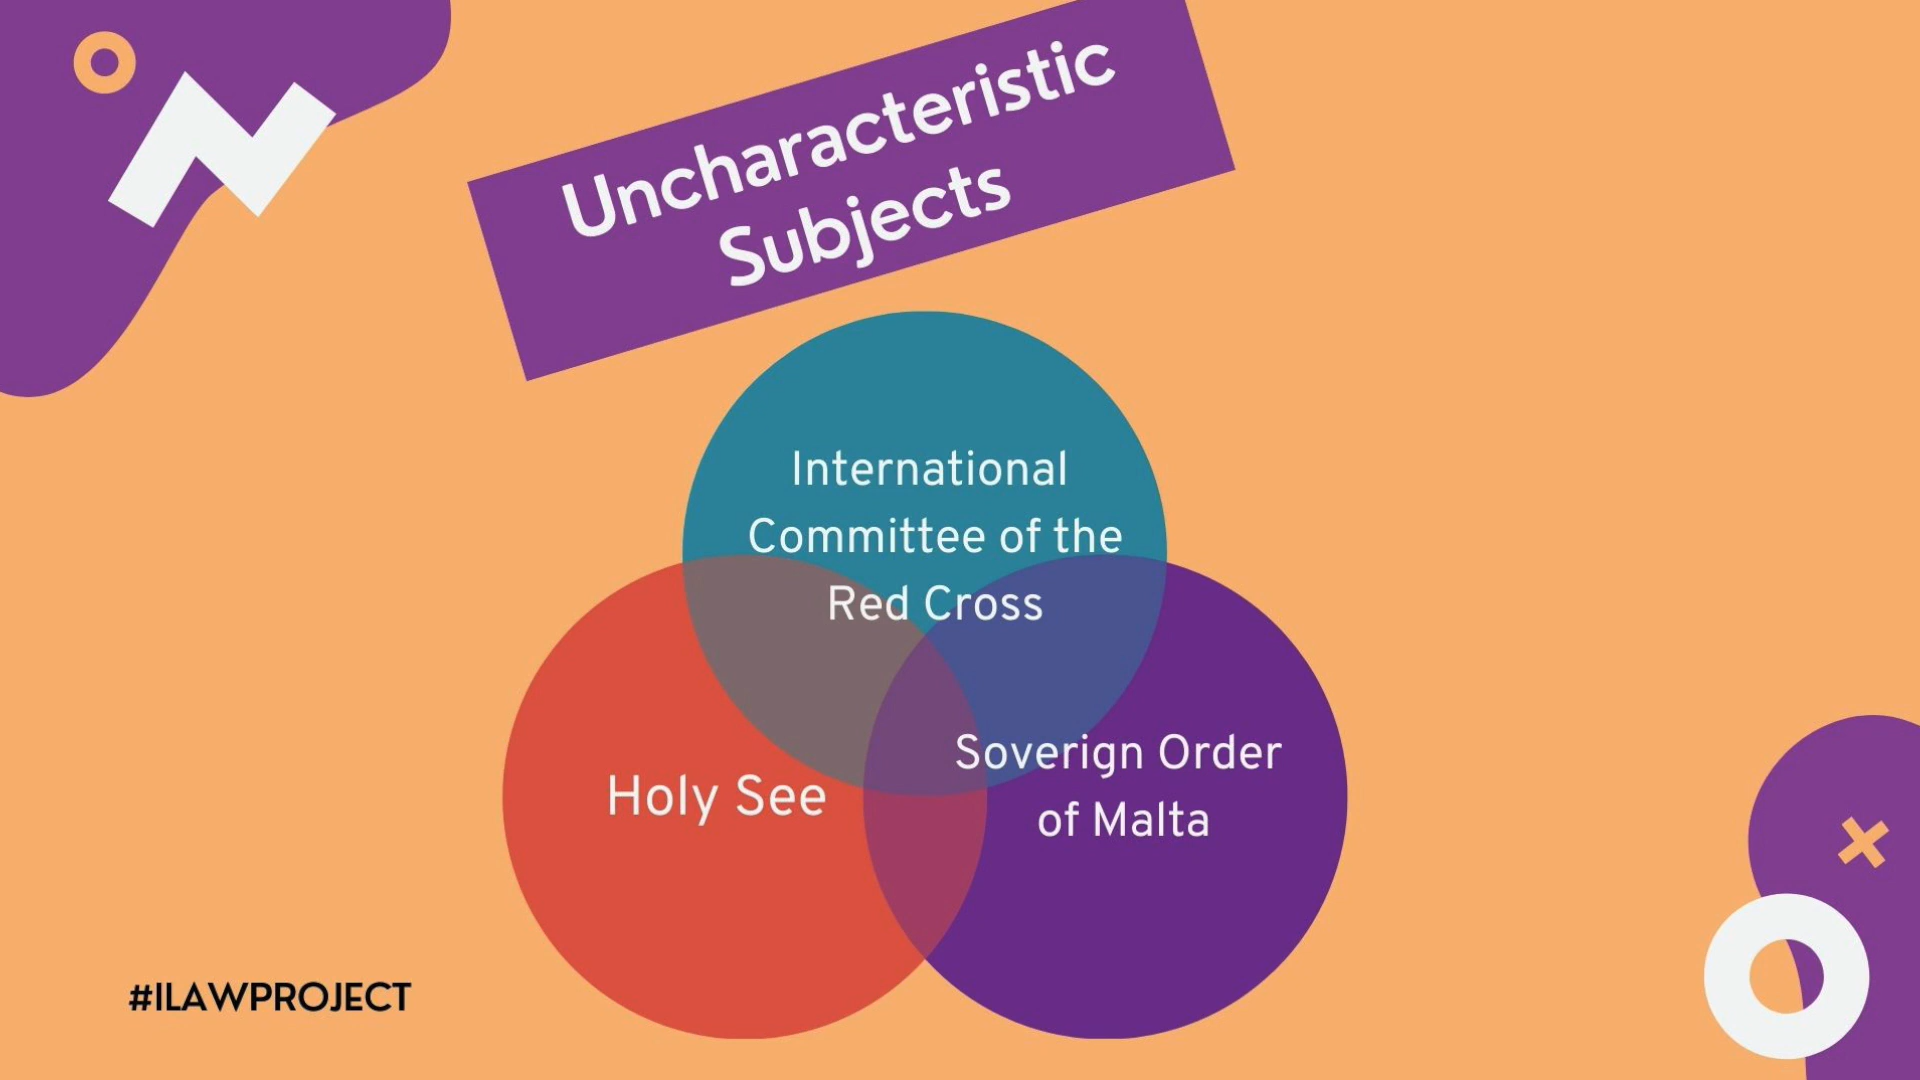 Uncharacteristic
Subjects
International
Committee of the
Red Cross
Holy See
Soverign Order
of Malta
#ILAWPROJECT